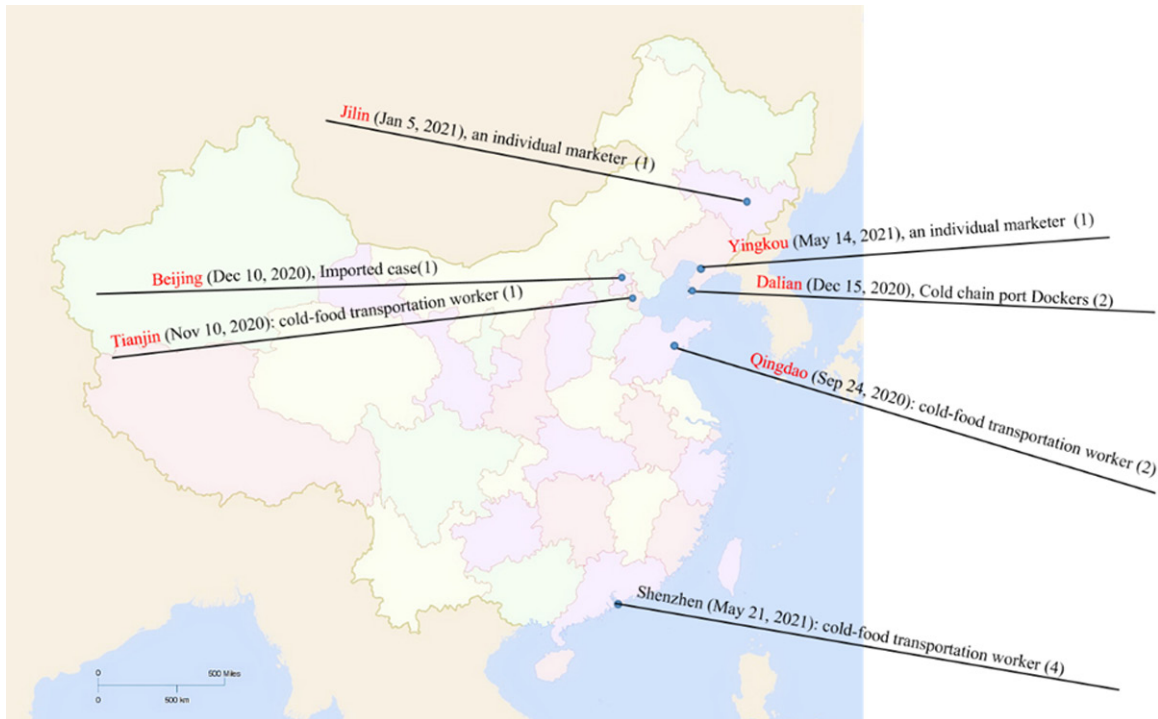 Jilin (Jan 5, 2021), an individual marketer (1)
Yingkou (May 14, 2021), an individual marketer (1)
Beijing (Dec 10, 2020), Imported case(1)
Dalian (Dec 15, 2020), Cold chain port Dockers (2)
Tianjin (Nov 10, 2020): cold-food transportation worker (1)
Qingdao (Sep 24, 2020): cold-food transportation worker (2)
Shenzhen (May 21, 2021): cold-food transportation worker (4)
0 500 Miles
0 500 km